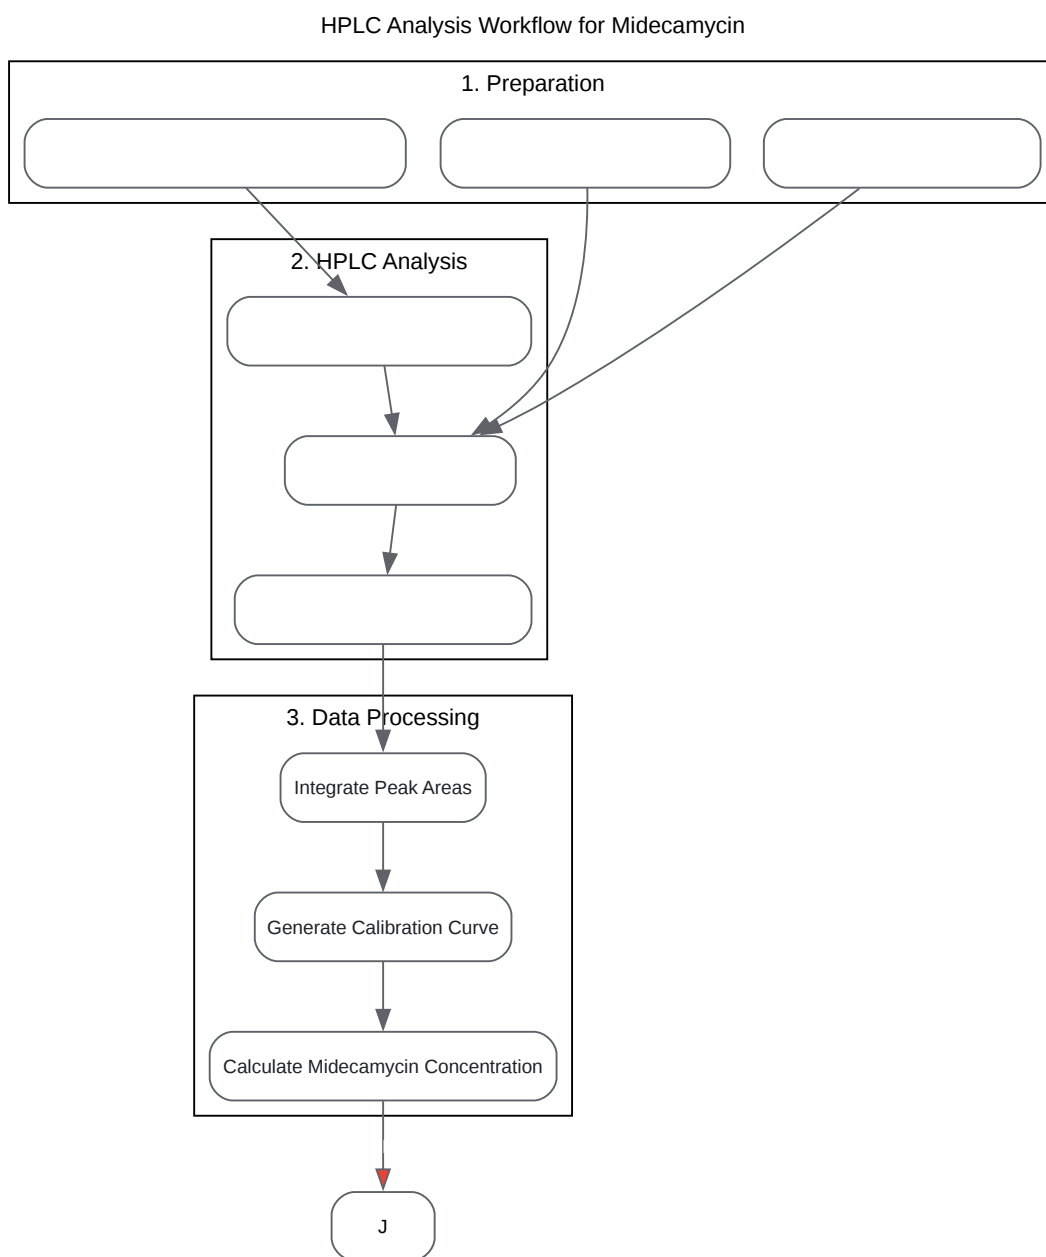 HPLC Analysis Workflow for Midecamycin
1. Preparation
2. HPLC Analysis
3. Data Processing
Integrate Peak Areas
Generate Calibration Curve
Calculate Midecamycin Concentration
J